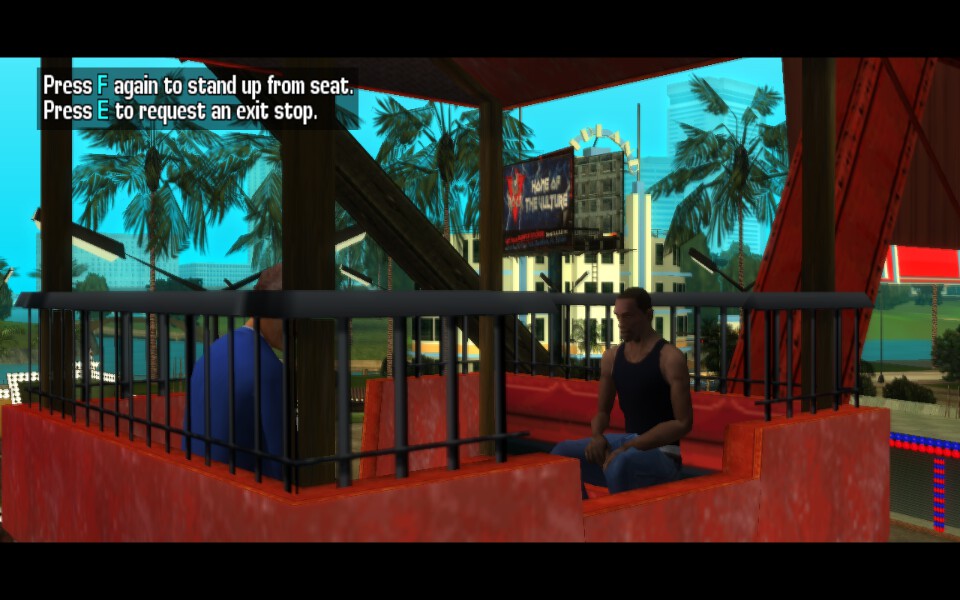 Press F again to stand up from seat.
Press E to request an exit stop.
HOME OF
THE VULTURE